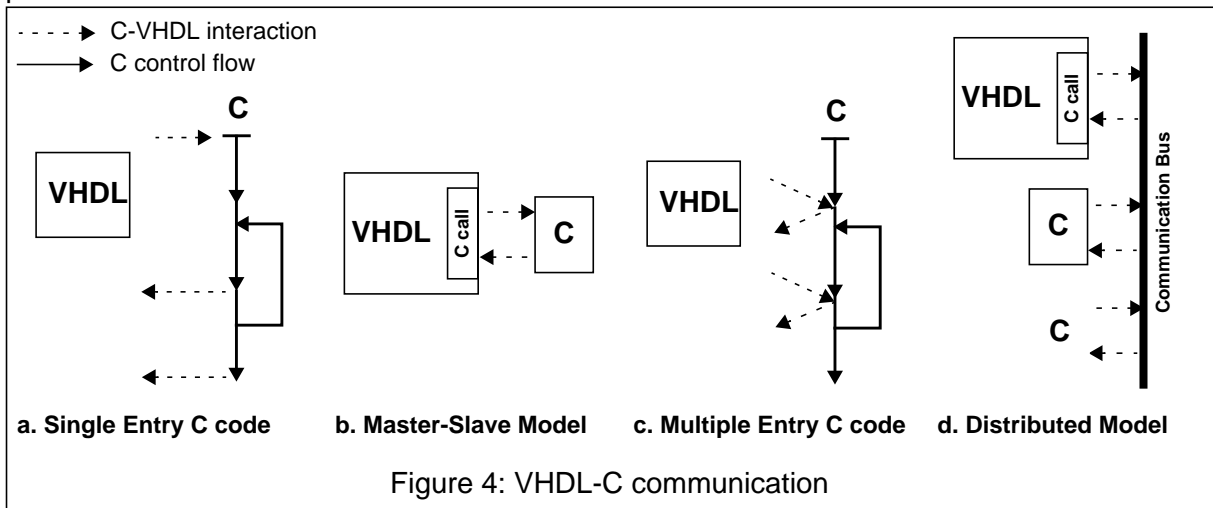 C-VHDL interaction
C control flow
C
VHDL
a. Single Entry C code
VHDL
C call
C
b. Master-Slave Model
C
VHDL
c. Multiple Entry C code
VHDL
C call
C
C
Communication Bus
d. Distributed Model
Figure 4: VHDL-C communication